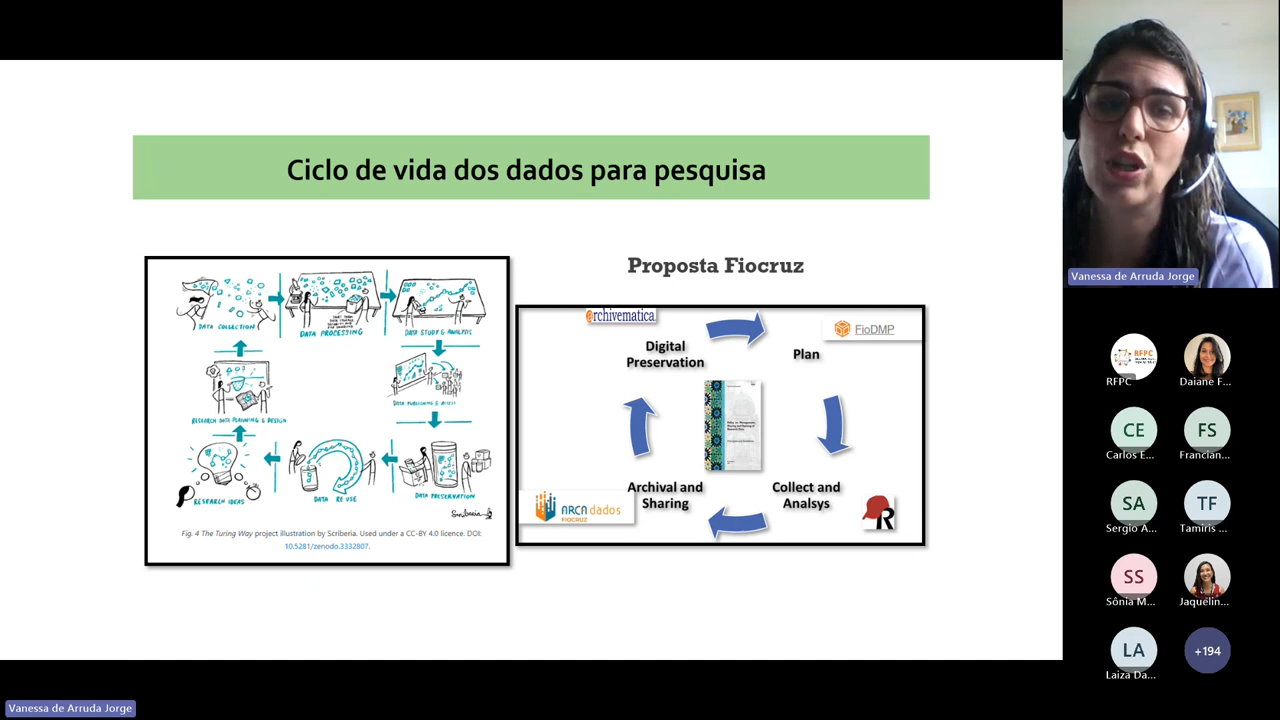 Ciclo de vida dos dados para pesquisa
DATA COLLECTION
DATA PROCESSING
DATA STUDY & ANALYSIS
RESEARCH DATA PLANNING & DESIGN
DATA PUBLISHING & ACCESS
RESEARCH IDEAS
DATA RE USE
DATA PRESERVATION
Scriberia
Fig. 4 The Turing Way project illustration by Scriberia. Used under a CC-BY 4.0 licence. DOI:
10.5281/zenodo.3332807.
Proposta Fiocruz
@rchivematica.
FioDMP
Digital
Preservation
Plan
Archival and
Sharing
Collect and
Analsys
ARCA dados
FIOCRUZ
Vanessa de Arruda Jorge
RFPC
RFPC
Daiane F...
CE
Carlos E...
FS
Francian...
SA
Sergio A...
TF
Tamiris ...
SS
Sônia M...
Jaquelin...
LA
Laiza Da...
+194
Vanessa de Arruda Jorge